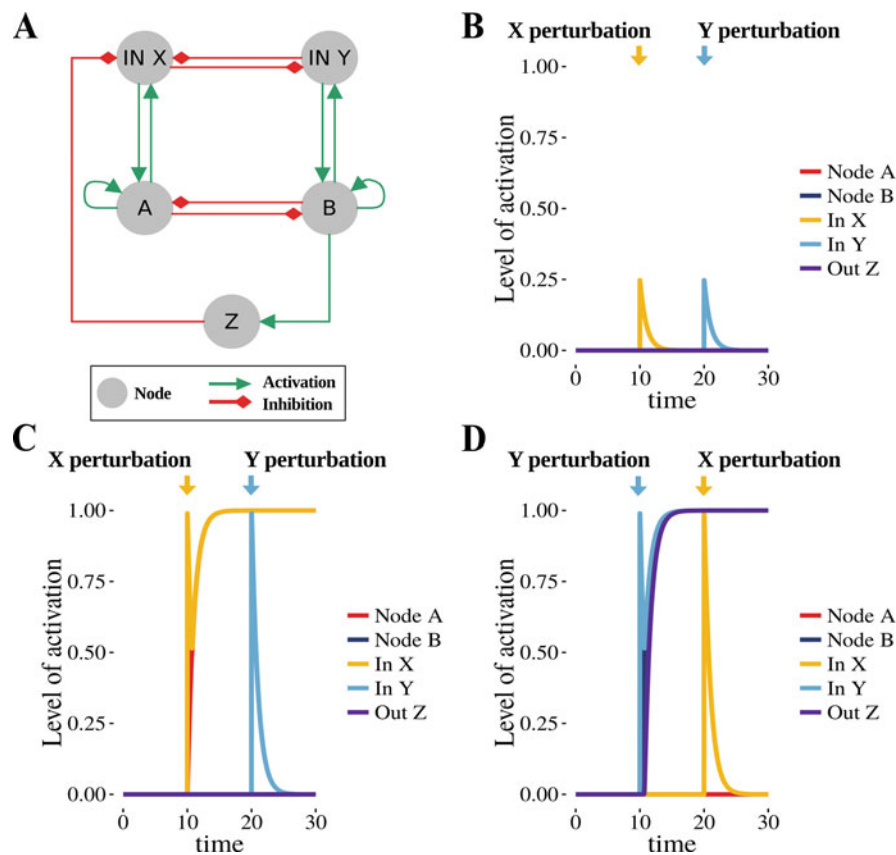 A
IN X
IN Y
A
B
Z
Node
Activation
Inhibition
B
X perturbation
Y perturbation
1.00
0.75
0.50
0.25
0.00
Level of activation
0
10
20
30
time
Node A
Node B
In X
In Y
Out Z
C
X perturbation
Y perturbation
1.00
0.75
0.50
0.25
0.00
Level of activation
0
10
20
30
time
Node A
Node B
In X
In Y
Out Z
D
Y perturbation
X perturbation
1.00
0.75
0.50
0.25
0.00
Level of activation
0
10
20
30
time
Node A
Node B
In X
In Y
Out Z